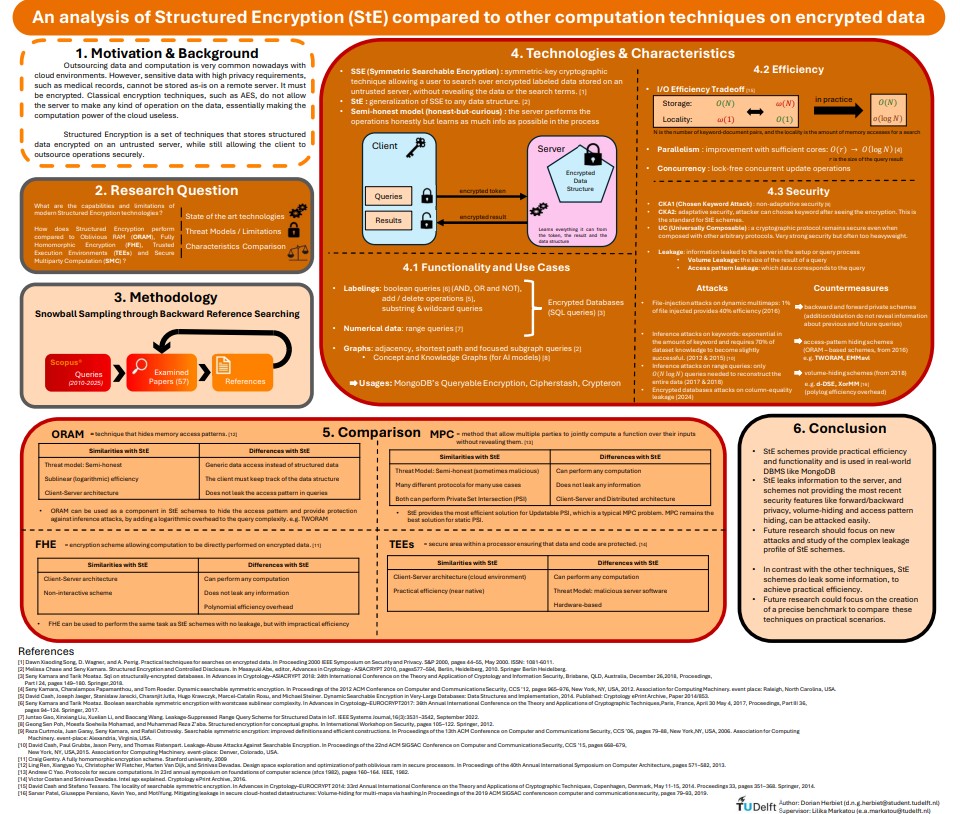 An analysis of Structured Encryption (StE) compared to other computation techniques on encrypted data
1. Motivation & Background
Outsourcing data and computation is very common nowadays with
cloud environments. However, sensitive data with high privacy requirements,
such as medical records, cannot be stored as-is on a remote server. It must
be encrypted. Classical encryption techniques, such as AES, do not allow
the server to make any kind of operation on the data, essentially making the
computation power of the cloud useless.
Structured Encryption is a set of techniques that stores structured
data encrypted on an untrusted server, while still allowing the client to
outsource operations securely.
2. Research Question
What are the capabilities and limitations of
modern Structured Encryption technologies?
How does Structured Encryption perform
compared to Oblivious RAM (ORAM), Fully
Homomorphic Encryption (FHE), Trusted
Execution Environments (TEEs) and Secure
Multiparty Computation (SMC) ?
State of the art technologies
Threat Models / Limitations
Characteristics Comparison
3. Methodology
Snowball Sampling through Backward Reference Searching
Scopus®
Queries
(2010-2025)
Examined
Papers (57)
References
4. Technologies & Characteristics
• SSE (Symmetric Searchable Encryption) : symmetric-key cryptographic
technique allowing a user to search over encrypted labeled data stored on an
untrusted server, without revealing the data or the search terms. [1]
• StE : generalization of SSE to any data structure. [2]
• Semi-honest model (honest-but-curious) : the server performs the
operations honestly but learns as much info as possible in the process
Client
Queries
Results
encrypted token
encrypted result
Server
Encrypted
Data
Structure
Learns everything it can from
the token, the result and the
data structure
4.1 Functionality and Use Cases
• Labelings: boolean queries [6] (AND, OR and NOT),
add / delete operations [5],
substring & wildcard queries
• Numerical data: range queries [7]
Encrypted Databases
(SQL queries) [3]
• Graphs: adjacency, shortest path and focused subgraph queries [2]
• Concept and Knowledge Graphs (for AI models) [8]
Usages: MongoDB's Queryable Encryption, Cipherstash, Crypteron
4.2 Efficiency
• I/O Efficiency Tradeoff [15]
Storage: O(N) ω(N)
Locality: ω(1) O(1)
in practice
O(N)
o(log N)
N is the number of keyword-document pairs, and the locality is the amount of memory accesses for a search
• Parallelism : improvement with sufficient cores: O(r) → O(log N) [4]
r is the size of the query result
• Concurrency : lock-free concurrent update operations
4.3 Security
• CKA1 (Chosen Keyword Attack) : non-adaptive security [9]
• CKA2: adaptive security, attacker can choose keyword after seeing the encryption. This is
the standard for StE schemes.
• UC (Universally Composable) : a cryptographic protocol remains secure even when
composed with other arbitrary protocols. Very strong security but often too heavyweight.
• Leakage: information leaked to the server in the setup or query process
• Volume Leakage: the size of the result of a query
• Access pattern leakage: which data corresponds to the query
Attacks
• File-injection attacks on dynamic multimaps: 1%
of file injected provides 40% efficiency (2016)
• Inference attacks on keywords: exponential in
the amount of keyword and requires 70% of
dataset knowledge to become slightly
successful. (2012 & 2015) [10]
• Inference attacks on range queries: only
O(N log N) queries needed to reconstruct the
entire data (2017 & 2018)
• Encrypted databases attacks on column-equality
leakage (2024)
Countermeasures
backward and forward private schemes
(addition/deletion do not reveal information
about previous and future queries)
access-pattern hiding schemes
(ORAM – based schemes, from 2016)
e.g. TWORAM, EMMavl
volume-hiding schemes (from 2018)
e.g. d-DSE, XorMM [16]
(polylog efficiency overhead)
5. Comparison
ORAM = technique that hides memory access patterns. [12]
Similarities with StE Differences with StE
Threat model: Semi-honest Generic data access instead of structured data
Sublinear (logarithmic) efficiency The client must keep track of the data structure
Client-Server architecture Does not leak the access pattern in queries
• ORAM can be used as a component in StE schemes to hide the access pattern and provide protection
against inference attacks, by adding a logarithmic overhead to the query complexity. e.g. TWORAM
MPC = method that allow multiple parties to jointly compute a function over their inputs
without revealing them. [13]
Similarities with StE Differences with StE
Threat Model: Semi-honest (sometimes malicious) Can perform any computation
Many different protocols for many use cases Does not leak any information
Both can perform Private Set Intersection (PSI) Client-Server and Distributed architecture
• StE provides the most efficient solution for Updatable PSI, which is a typical MPC problem. MPC remains the
best solution for static PSI.
FHE = encryption scheme allowing computation to be directly performed on encrypted data. [11]
Similarities with StE Differences with StE
Client-Server architecture Can perform any computation
Non-interactive scheme Does not leak any information
Polynomial efficiency overhead
• FHE can be used to perform the same task as StE schemes with no leakage, but with impractical efficiency
TEEs = secure area within a processor ensuring that data and code are protected. [14]
Similarities with StE Differences with StE
Client-Server architecture (cloud environment) Can perform any computation
Practical efficiency (near native) Threat Model: malicious server software
Hardware-based
6. Conclusion
• StE schemes provide practical efficiency
and functionality and is used in real-world
DBMS like MongoDB
• StE leaks information to the server, and
schemes not providing the most recent
security features like forward/backward
privacy, volume-hiding and access pattern
hiding, can be attacked easily.
• Future research should focus on new
attacks and study of the complex leakage
profile of StE schemes.
• In contrast with the other techniques, StE
schemes do leak some information, to
achieve practical efficiency.
• Future research could focus on the creation
of a precise benchmark to compare these
techniques on practical scenarios.
References
[1] Dawn Xiaoding Song, D. Wagner, and A. Perrig. Practical techniques for searches on encrypted data. In Proceeding 2000 IEEE Symposium on Security and Privacy. S&P 2000, pages 44–55, May 2000. ISSN: 1081-6011.
[2] Melissa Chase and Seny Kamara. Structured Encryption and Controlled Disclosure. In Masayuki Abe, editor, Advances in Cryptology - ASIACRYPT 2010, pages577–594, Berlin, Heidelberg, 2010. Springer Berlin Heidelberg.
[3] Seny Kamara and Tarik Moataz. Sql on structurally-encrypted databases. In Advances in Cryptology–ASIACRYPT 2018: 24th International Conference on the Theory and Application of Cryptology and Information Security, Brisbane, QLD, Australia, December 26,2018, Proceedings,
Part I 24, pages 149–180. Springer,2018.
[4] Seny Kamara, Charalampos Papamanthou, and Tom Roeder. Dynamic searchable symmetric encryption. In Proceedings of the 2012 ACM Conference on Computer and Communications Security, CCS '12, pages 965–976, New York, NY, USA, 2012. Association for Computing Machinery. event place: Raleigh, North Carolina, USA.
[5] David Cash, Joseph Jaeger, Stanislaw Jarecki, Charanjit Jutla, Hugo Krawczyk, Marcel-Catalin Rosu, and Michael Steiner. Dynamic Searchable Encryption in Very-Large Databases: Data Structures and Implementation, 2014. Published: Cryptology ePrint Archive, Paper 2014/853.
[6] Seny Kamara and Tarik Moataz. Boolean searchable symmetric encryption with worstcase sublinear complexity. In Advances in Cryptology–EUROCRYPT2017: 36th Annual International Conference on the Theory and Applications of Cryptographic Techniques,Paris, France, April 30 May 4, 2017, Proceedings, Part III 36,
pages 94–124. Springer, 2017.
[7] Juntao Gao, Xinxiang Liu, Xuelian Li, and Baocang Wang. Leakage-Suppressed Range Query Scheme for Structured Data in IoT. IEEE Systems Journal, 16(3):3531–3542, September 2022.
[8] Geong Sen Poh, Moesfa Soeheila Mohamad, and Muhammad Reza Z'aba. Structured encryption for conceptual graphs. In International Workshop on Security, pages 105–122. Springer, 2012.
[9] Reza Curtmola, Juan Garay, Seny Kamara, and Rafail Ostrovsky. Searchable symmetric encryption: improved definitions and efficient constructions. In Proceedings of the 13th ACM Conference on Computer and Communications Security, CCS '06, pages 79–88, New York,NY, USA, 2006. Association for Computing
Machinery. event-place: Alexandria, Virginia, USA.
[10] David Cash, Paul Grubbs, Jason Perry, and Thomas Ristenpart. Leakage-Abuse Attacks Against Searchable Encryption. In Proceedings of the 22nd ACM SIGSAC Conference on Computer and Communications Security, CCS '15, pages 668–679,
New York, NY, USA,2015. Association for Computing Machinery. event-place: Denver, Colorado, USA.
[11] Craig Gentry. A fully homomorphic encryption scheme. Stanford university, 2009
[12] Ling Ren, Xiangyao Yu, Christopher W Fletcher, Marten Van Dijk, and Srinivas Devadas. Design space exploration and optimization of path oblivious ram in secure processors. In Proceedings of the 40th Annual International Symposium on Computer Architecture, pages 571–582, 2013.
[13] Andrew C Yao. Protocols for secure computations. In 23rd annual symposium on foundations of computer science (sfcs 1982), pages 160–164. IEEE, 1982.
[14] Victor Costan and Srinivas Devadas. Intel sgx explained. Cryptology ePrint Archive, 2016.
[15] David Cash and Stefano Tessaro. The locality of searchable symmetric encryption. In Advances in Cryptology–EUROCRYPT 2014: 33rd Annual International Conference on the Theory and Applications of Cryptographic Techniques, Copenhagen, Denmark, May 11-15, 2014. Proceedings 33, pages 351–368. Springer, 2014.
[16] Sarvar Patel, Giuseppe Persiano, Kevin Yeo, and Moti Yung. Mitigating leakage in secure cloud-hosted datastructures: Volume-hiding for multi-maps via hashing. In Proceedings of the 2019 ACM SIGSAC conference on computer and communications security, pages 79–93, 2019.
TU Delft
Author: Dorian Herbiet (d.n.g.herbiet@student.tudelft.nl)
Supervisor: Lilika Markatou (e.a.markatou@tudelft.nl)